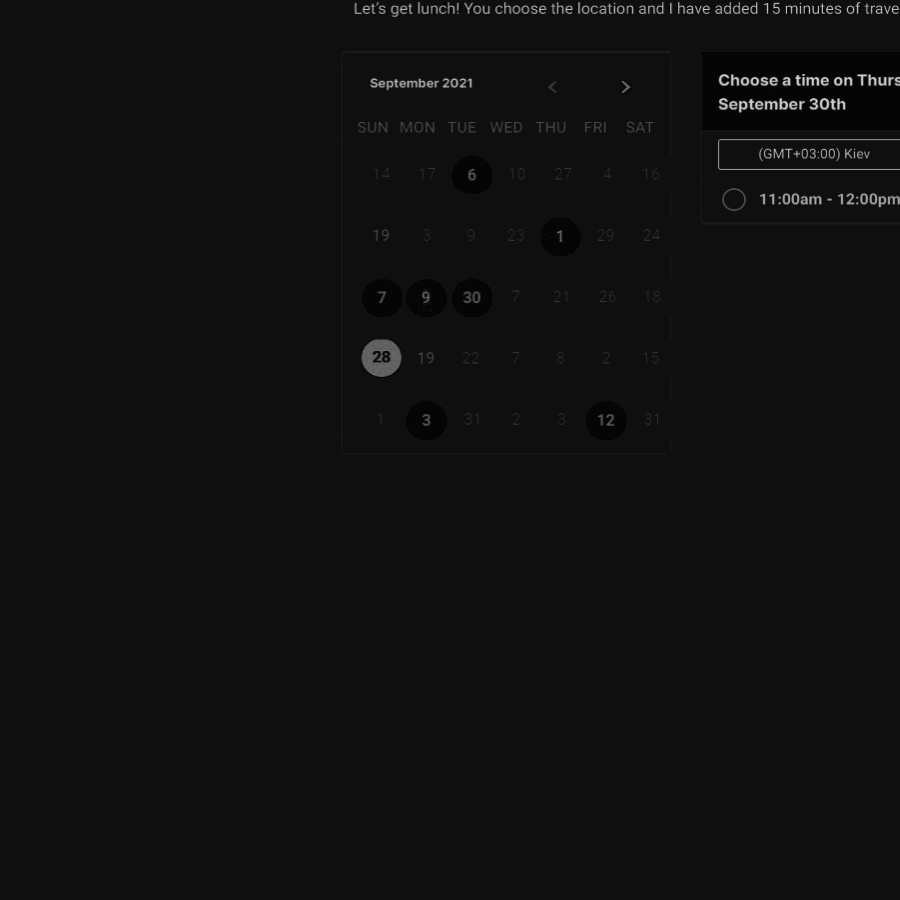 Let's get lunch! You choose the location and I have added 15 minutes of trave
September 2021
SUN MON TUE WED THU FRI SAT
14 17 6 10 27 4 16
19 3 9 23 1 29 24
7 9 30 7 21 26 18
28 19 22 7 8 2 15
1 3 31 2 3 12 31
Choose a time on Thurs
September 30th
(GMT+03:00) Kiev
11:00am - 12:00pm